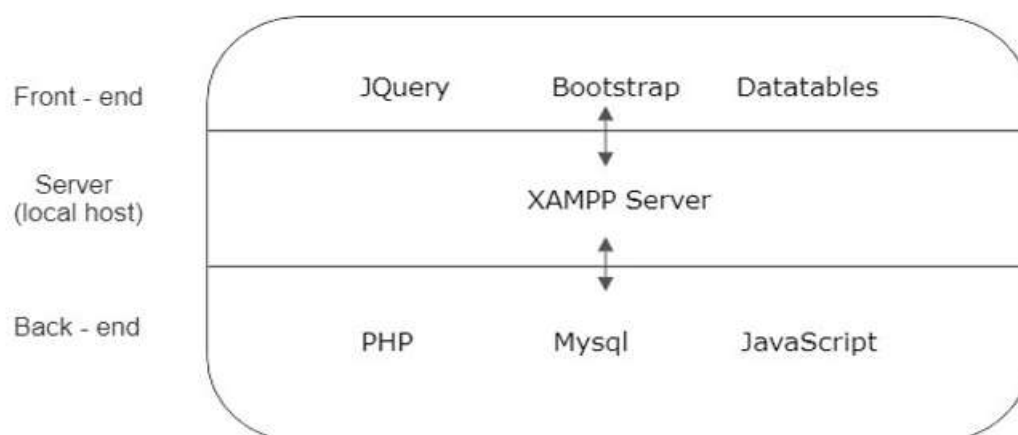 Front - end
JQuery Bootstrap Datatables
Server
(local host)
XAMPP Server
Back - end
PHP Mysql JavaScript